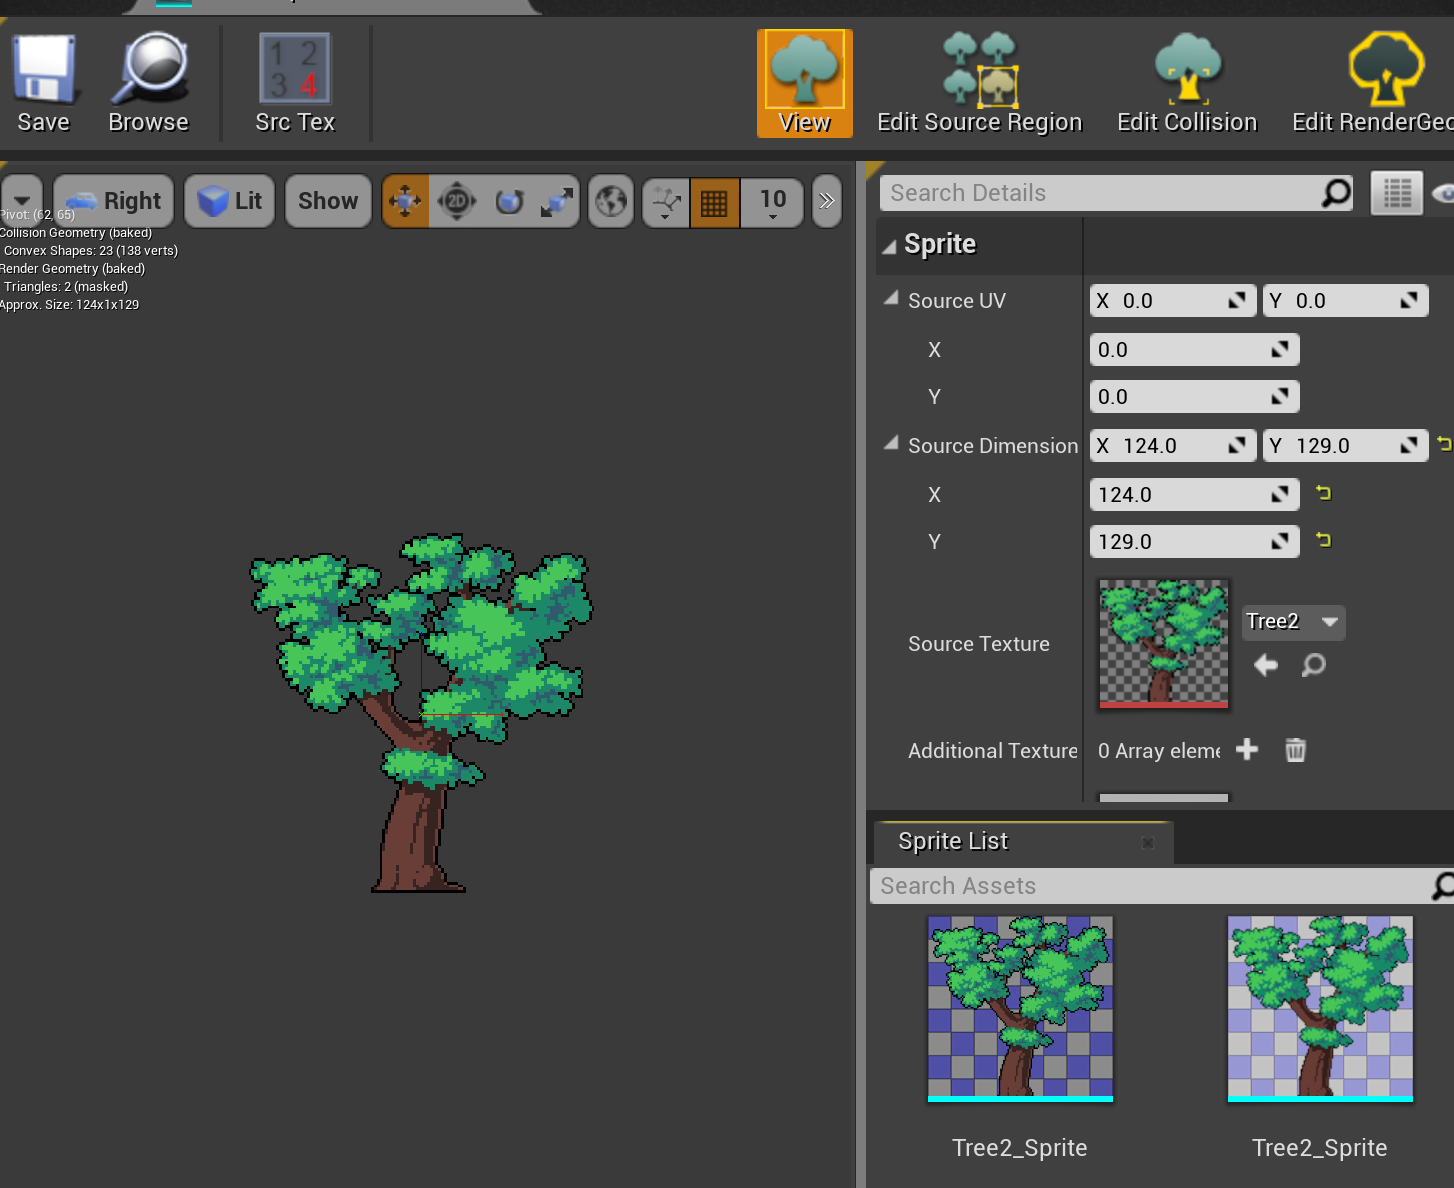 Save
Browse
1 2
3 4
Src Tex
View
Edit Source Region
Edit Collision
Edit RenderGeo
Right
Lit
Show
2D
10
Pivot: (62, 65)
Collision Geometry (baked)
Convex Shapes: 23 (138 verts)
Render Geometry (baked)
Triangles: 2 (masked)
Approx. Size: 124x1x129
Search Details
Sprite
Source UV X 0.0 Y 0.0
X 0.0
Y 0.0
Source Dimension X 124.0 Y 129.0
X 124.0
Y 129.0
Source Texture Tree2
Additional Texture 0 Array eleme
Sprite List
Search Assets
Tree2_Sprite Tree2_Sprite